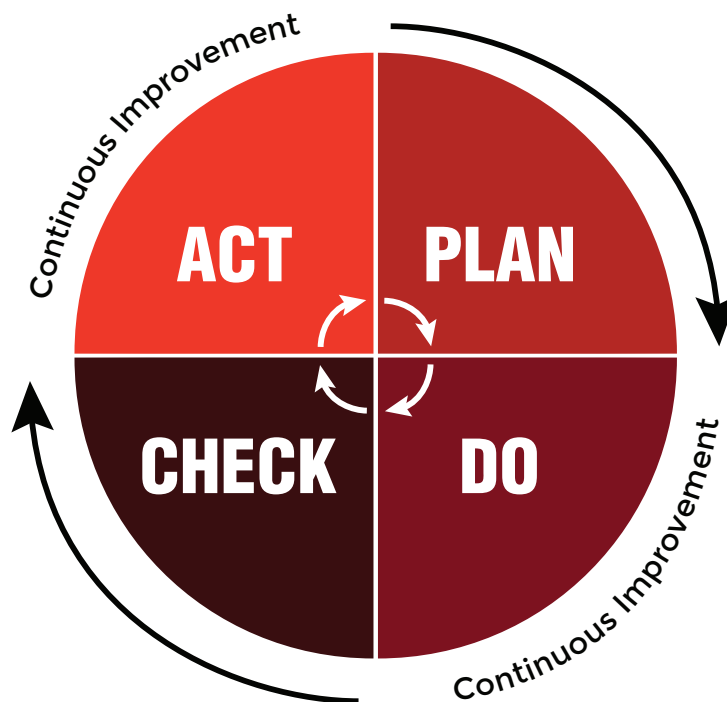 Continuous Improvement
ACT
PLAN
CHECK
DO
Continuous Improvement